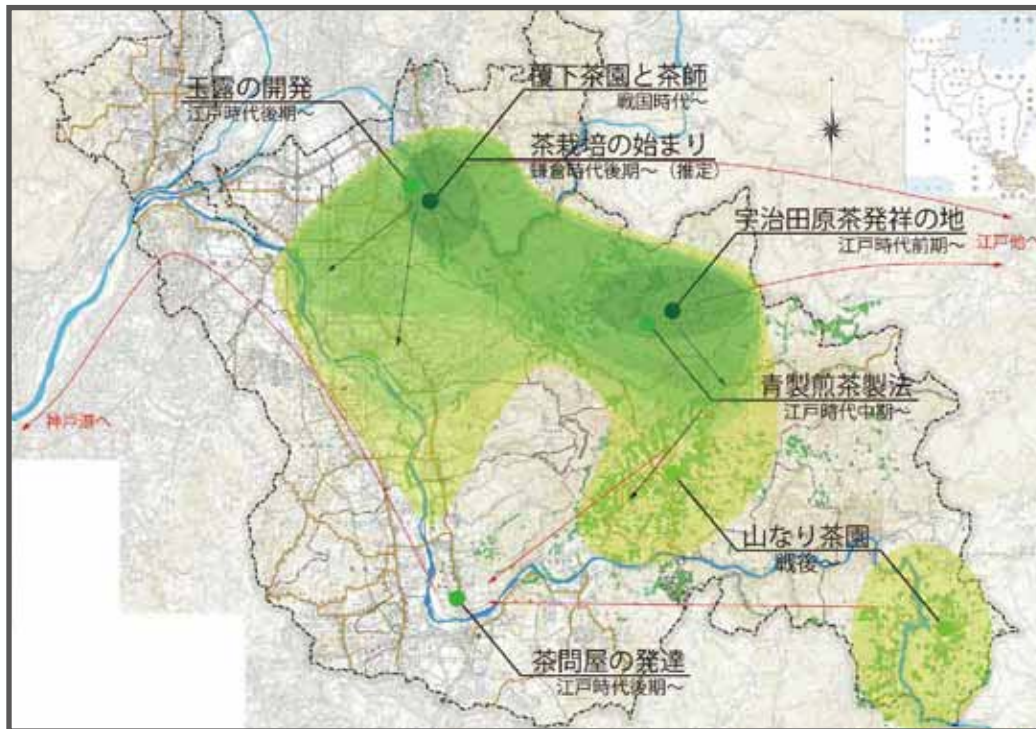 玉露の開発
江戸時代後期～
覆下茶園と茶師
戦国時代～
茶栽培の始まり
鎌倉時代後期～（推定）
宇治田原茶発祥の地
江戸時代前期～
江戸他へ
青製煎茶製法
江戸時代中期～
神戸港へ
山なり茶園
戦後～
茶問屋の発達
江戸時代後期～